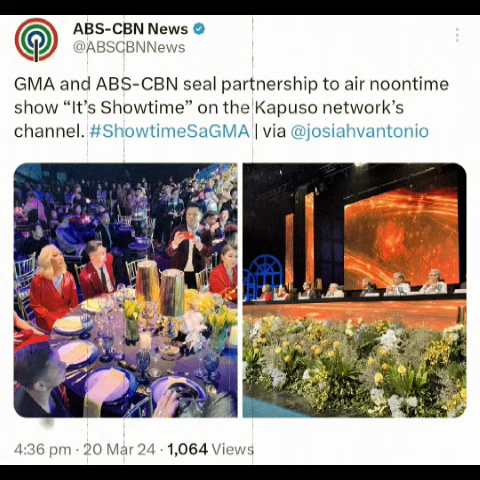 ABS-CBN News
@ABSCBNNews
GMA and ABS-CBN seal partnership to air noontime
show “It’s Showtime” on the Kapuso network’s
channel. #ShowtimeSaGMA | via @josiahvantonio
4:36 pm · 20 Mar 24 · 1,064 Views